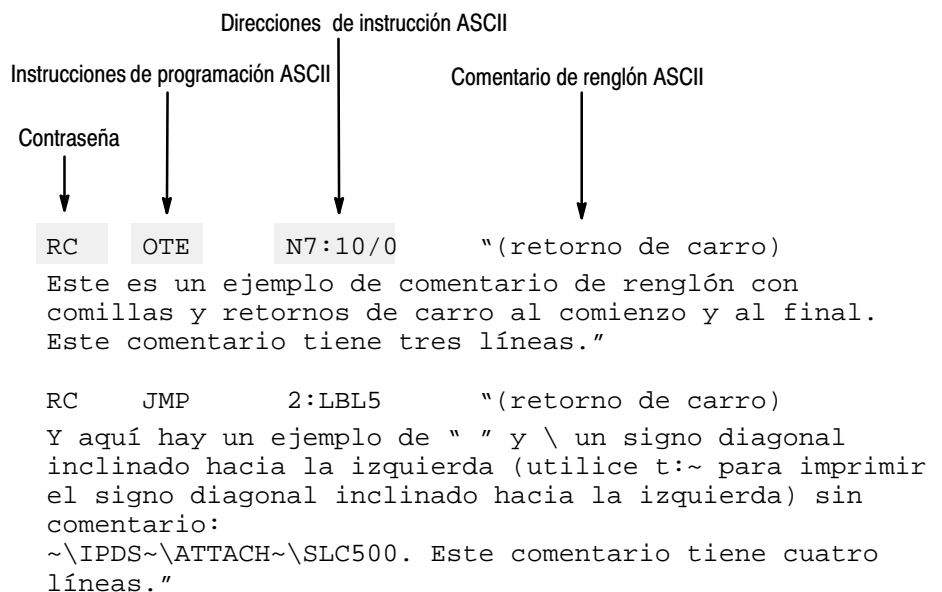 Direcciones de instrucción ASCII
Instrucciones de programación ASCII
Comentario de renglón ASCII
Contraseña
RC OTE N7:10/0 “(retorno de carro)
Este es un ejemplo de comentario de renglón con
comillas y retornos de carro al comienzo y al final.
Este comentario tiene tres líneas.”
RC JMP 2:LBL5 “(retorno de carro)
Y aquí hay un ejemplo de “ ” y \ un signo diagonal
inclinado hacia la izquierda (utilice t:~ para imprimir
el signo diagonal inclinado hacia la izquierda) sin
comentario:
~\IPDS~\ATTACH~\SLC500. Este comentario tiene cuatro
líneas.”